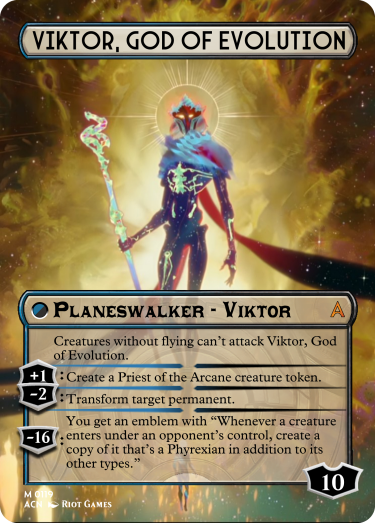 VIKTOR, GOD OF EVOLUTION
PLANESWALKER - VIKTOR
Creatures without flying can't attack Viktor, God
of Evolution.
+1: Create a Priest of the Arcane creature token.
-2: Transform target permanent.
You get an emblem with “Whenever a creature
-16: enters under an opponent's control, create a
copy of it that's a Phyrexian in addition to its
other types.”
10
RIOT GAMES